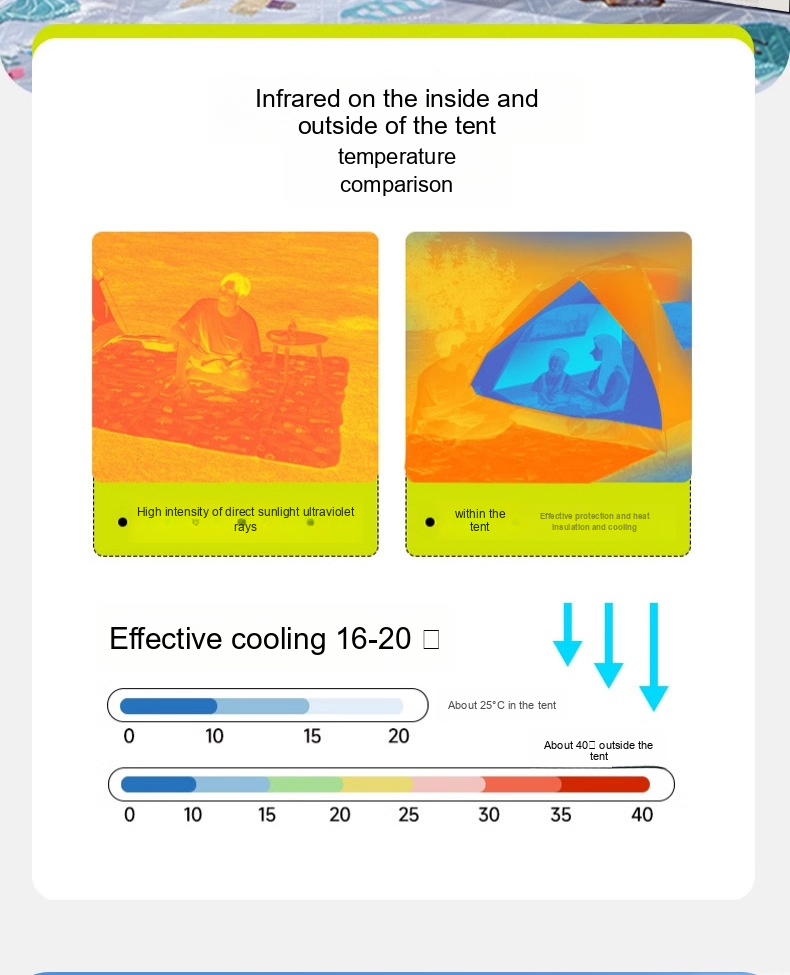 Infrared on the inside and
outside of the tent
temperature
comparison
High intensity of direct sunlight ultraviolet
rays
within the
tent
Effective protection and heat
insulation and cooling
Effective cooling 16-20 □
About 25°C in the tent
0 10 15 20
About 40□ outside the
tent
0 10 15 20 25 30 35 40